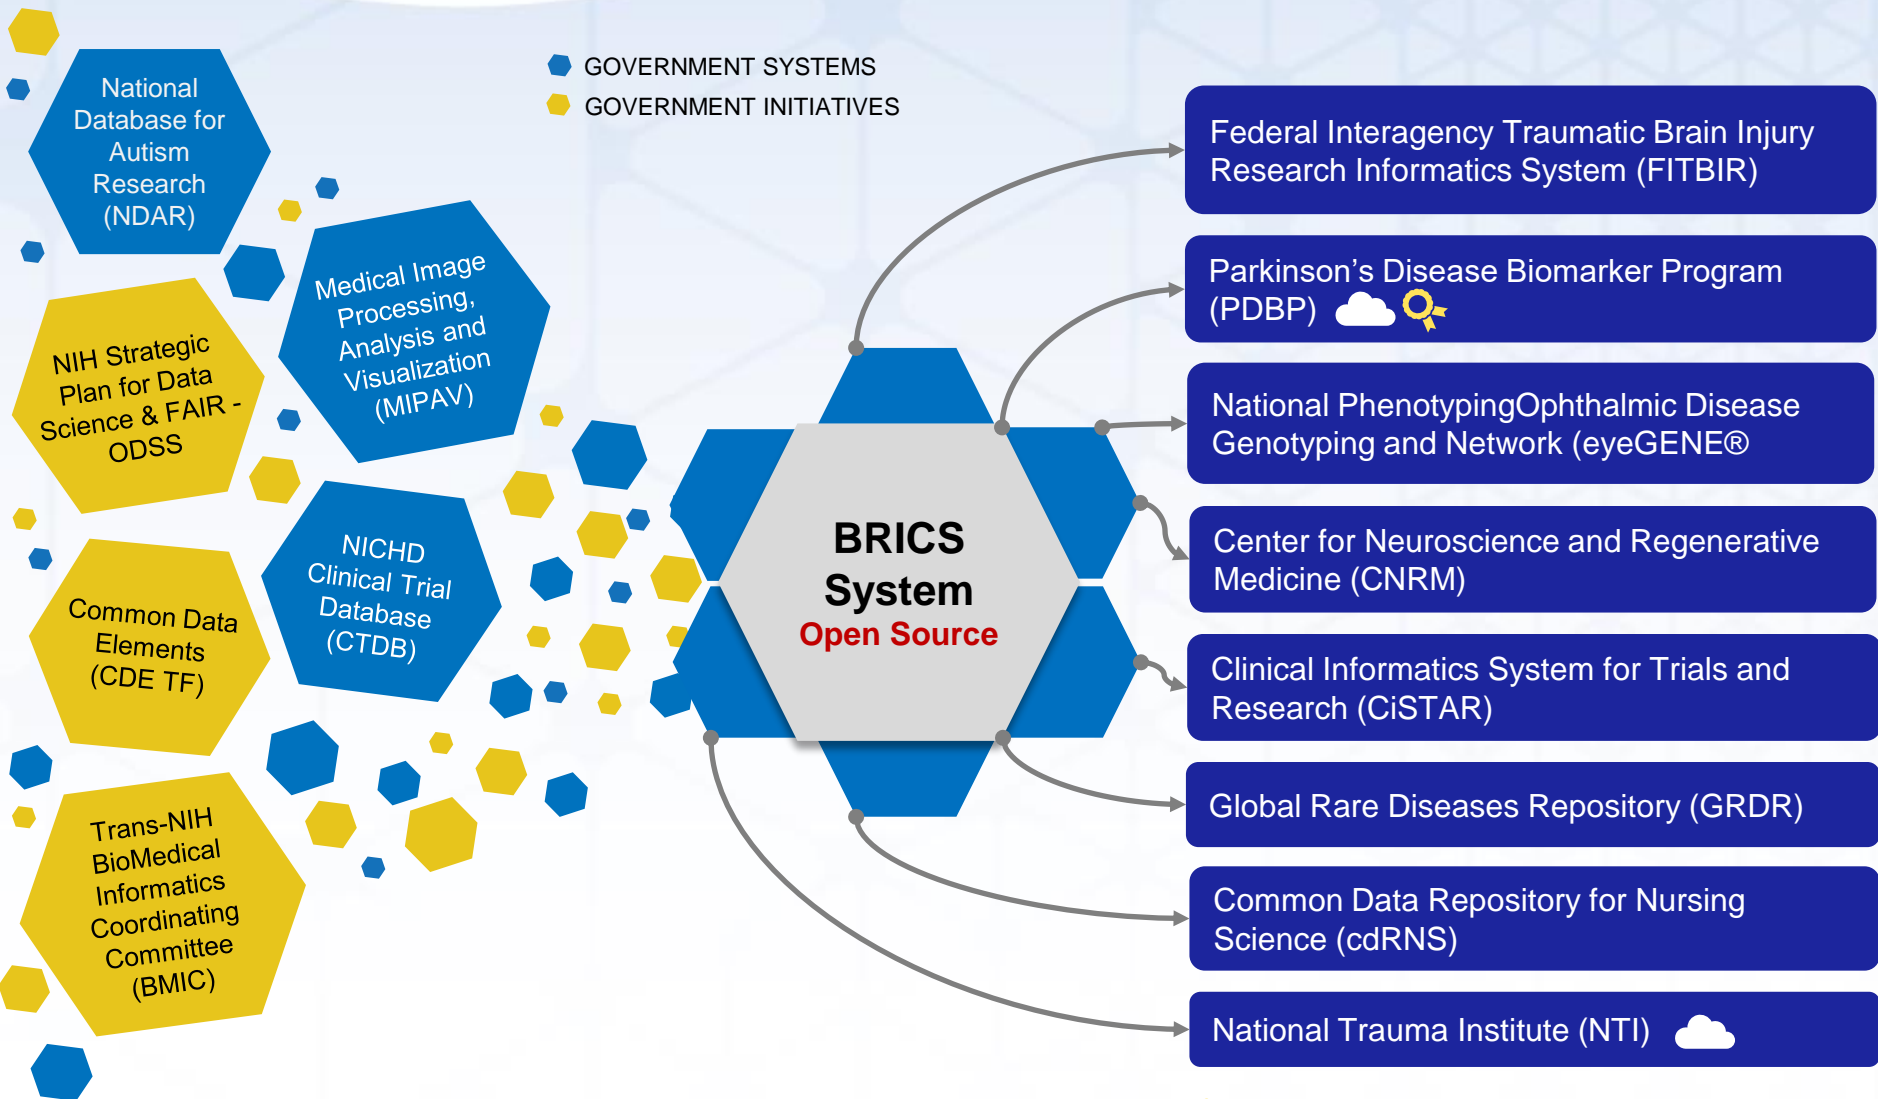 National
Database for
Autism
Research
(NDAR)
GOVERNMENT SYSTEMS
GOVERNMENT INITIATIVES
Medical Image
Processing,
Analysis and
Visualization
(MIPAV)
NIH Strategic
Plan for Data
Science & FAIR -
ODSS
NICHD
Clinical Trial
Database
(CTDB)
Common Data
Elements
(CDE TF)
Trans-NIH
BioMedical
Informatics
Coordinating
Committee
(BMIC)
BRICS
System
Open Source
Federal Interagency Traumatic Brain Injury
Research Informatics System (FITBIR)
Parkinson’s Disease Biomarker Program
(PDBP)
National PhenotypingOphthalmic Disease
Genotyping and Network (eyeGENE®
Center for Neuroscience and Regenerative
Medicine (CNRM)
Clinical Informatics System for Trials and
Research (CiSTAR)
Global Rare Diseases Repository (GRDR)
Common Data Repository for Nursing
Science (cdRNS)
National Trauma Institute (NTI)